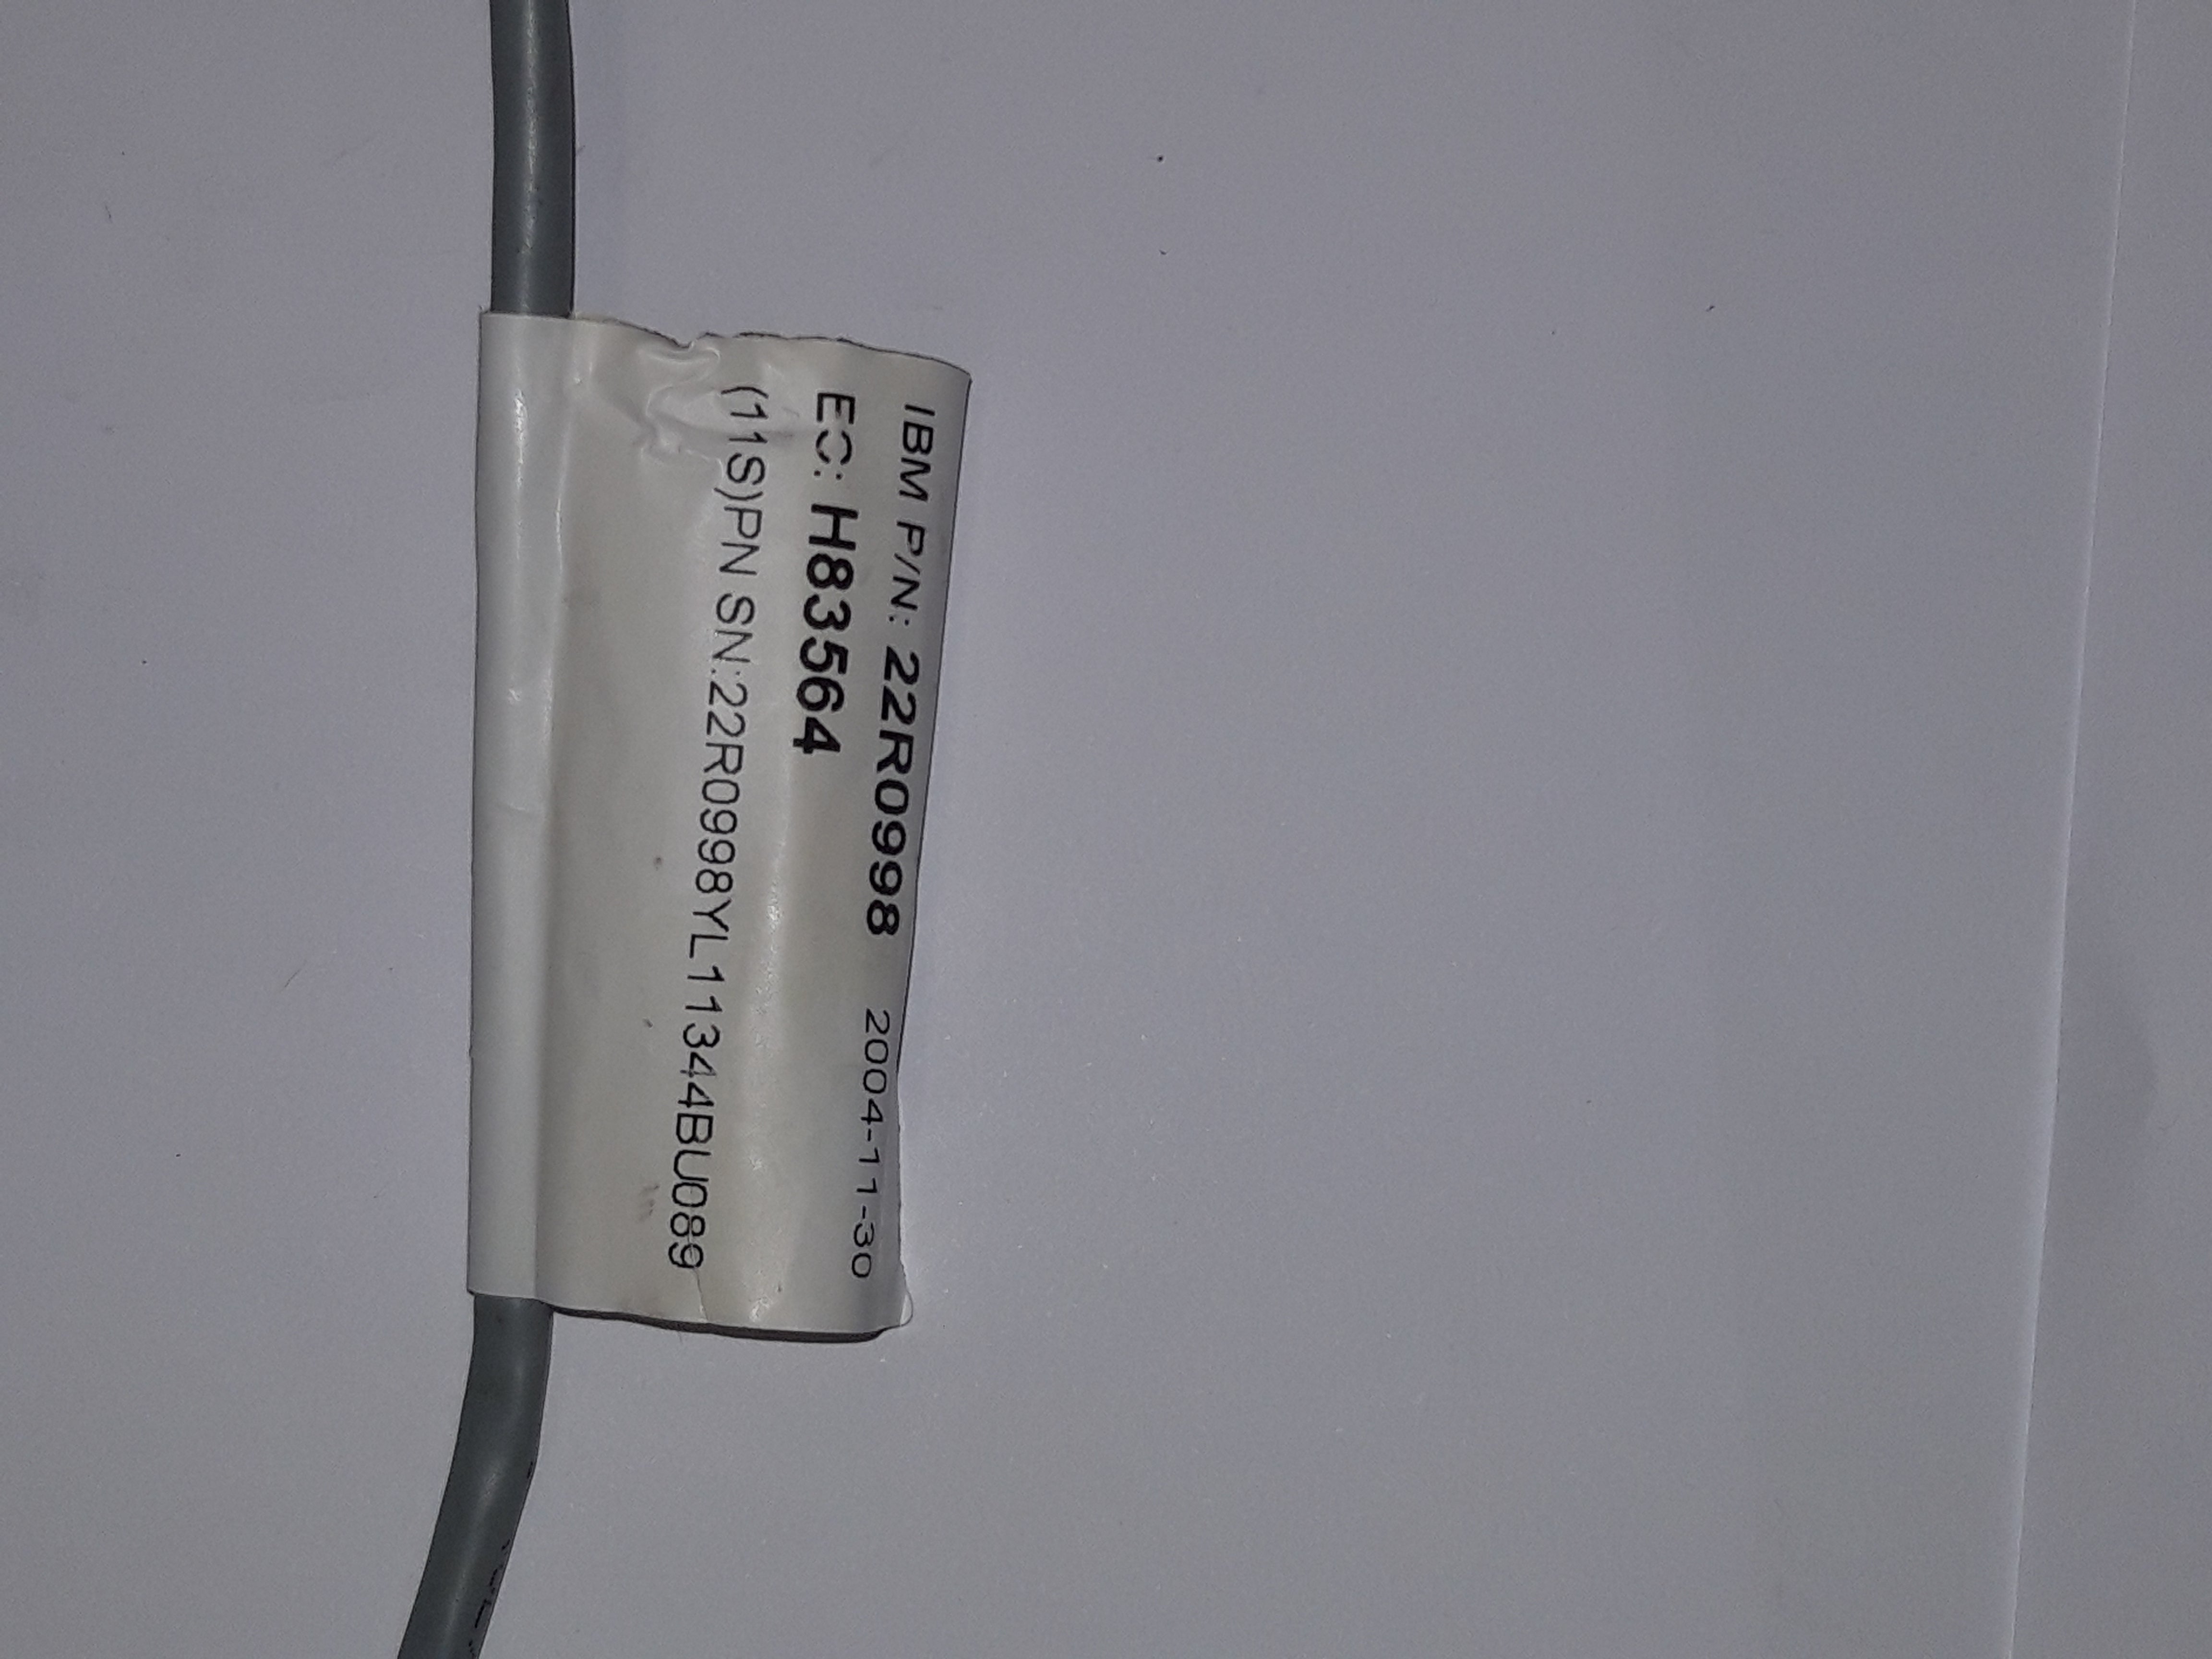 IBM P/N: 22R0998 2004-11-30
EC: H83564
(11S)PN SN:22R0998YL11344BU089